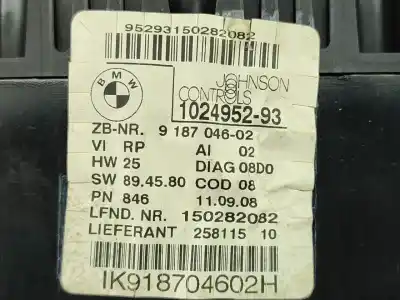 95293150282082
BMW
JOHNSON
CONTROLS
1024952-93
ZB-NR. 9 187 046-02
VI RP AI 02
HW 25 DIAG 08D0
SW 89.45.80 COD 08
PN 846 11.09.08
LFND. NR. 150282082
LIEFERANT 258115 10
IK918704602H